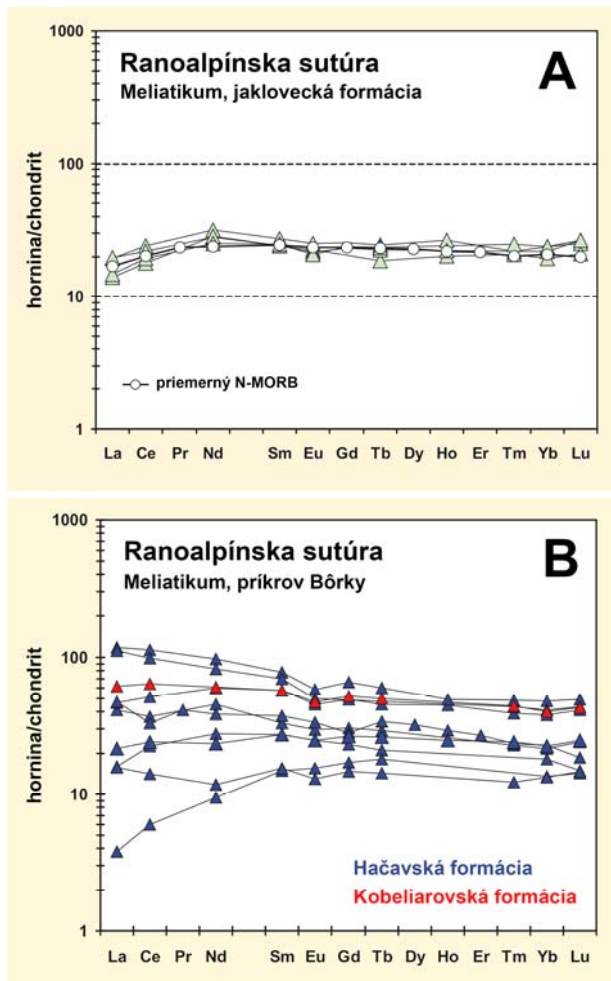 1000
Ranoalpínska sutúra
Meliatikum, jaklovecká formácia
A
100
hornina/chondrit
10
priemerný N-MORB
1
La Ce Pr Nd Sm Eu Gd Tb Dy Ho Er Tm Yb Lu
1000
Ranoalpínska sutúra
Meliatikum, príkrov Bôrky
B
100
hornina/chondrit
10
Hačavská formácia
Kobeliarovská formácia
1
La Ce Pr Nd Sm Eu Gd Tb Dy Ho Er Tm Yb Lu